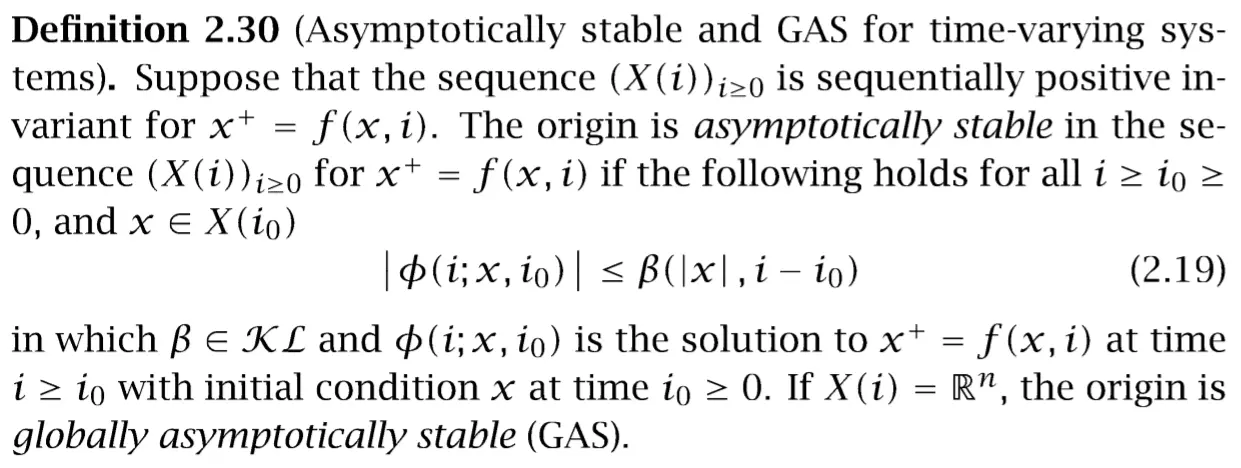 Definition 2.30 (Asymptotically stable and GAS for time-varying sys-
tems). Suppose that the sequence (X(i))ᵢ≥₀ is sequentially positive in-
variant for x⁺ = f(x, i). The origin is asymptotically stable in the se-
quence (X(i))ᵢ≥₀ for x⁺ = f(x, i) if the following holds for all i ≥ i₀ ≥
0, and x ∈ X(i₀)
|ϕ(i; x, i₀)| ≤ β(|x|, i − i₀) (2.19)
in which β ∈ 𝒦ℒ and ϕ(i; x, i₀) is the solution to x⁺ = f(x, i) at time
i ≥ i₀ with initial condition x at time i₀ ≥ 0. If X(i) = ℝⁿ, the origin is
globally asymptotically stable (GAS).